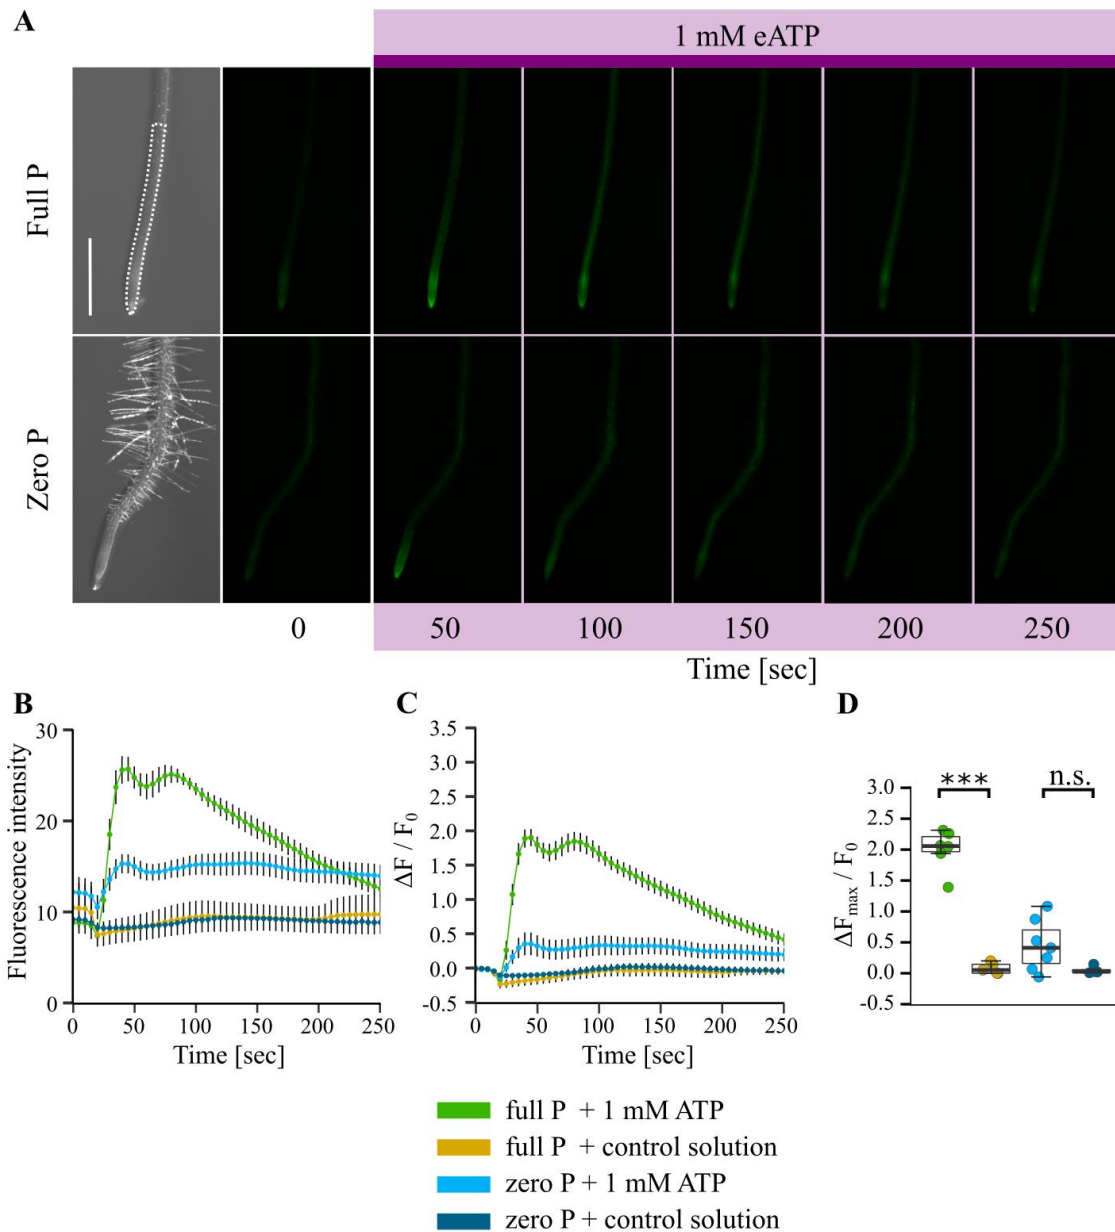 A
1 mM eATP
Full P
Zero P
0 50 100 150 200 250
Time [sec]
B
C
D
30
20
10
0
Fluorescence intensity
0 50 100 150 200 250
Time [sec]
3.5
3.0
2.5
2.0
1.5
1.0
0.5
0.0
-0.5
ΔF / F0
0 50 100 150 200 250
Time [sec]
*** n.s.
3.0
2.5
2.0
1.5
1.0
0.5
0.0
-0.5
ΔFmax / F0
full P + 1 mM ATP
full P + control solution
zero P + 1 mM ATP
zero P + control solution